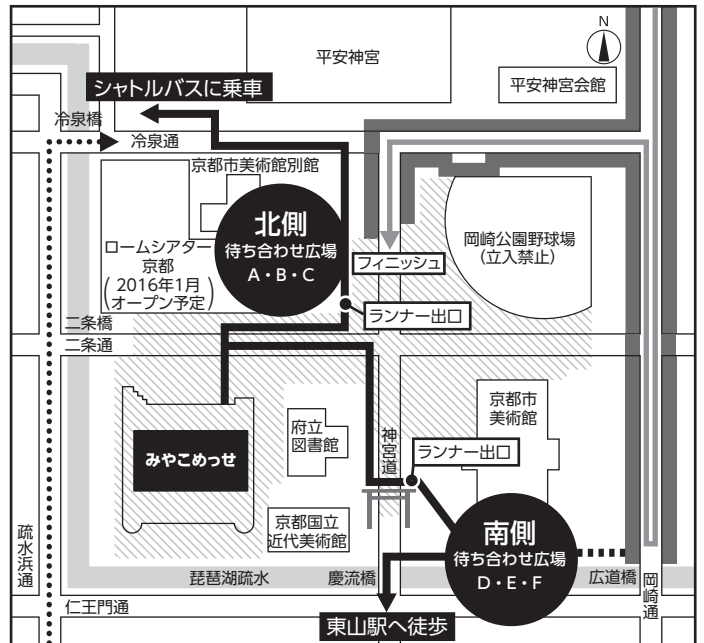 N
平安神宮
平安神宮会館
シャトルバスに乗車
冷泉橋
冷泉通
京都市美術館別館
北側
待ち合わせ広場
A・B・C
ロームシアター
京都
(2016年1月
オープン予定)
岡崎公園野球場
(立入禁止)
フィニッシュ
ランナー出口
二条橋
二条通
京都市
美術館
府立
図書館
神宮道
ランナー出口
みやこめっせ
京都国立
近代美術館
南側
待ち合わせ広場
D・E・F
疏水浜通
琵琶湖疏水
慶流橋
広道橋
岡崎通
仁王門通
東山駅へ徒歩